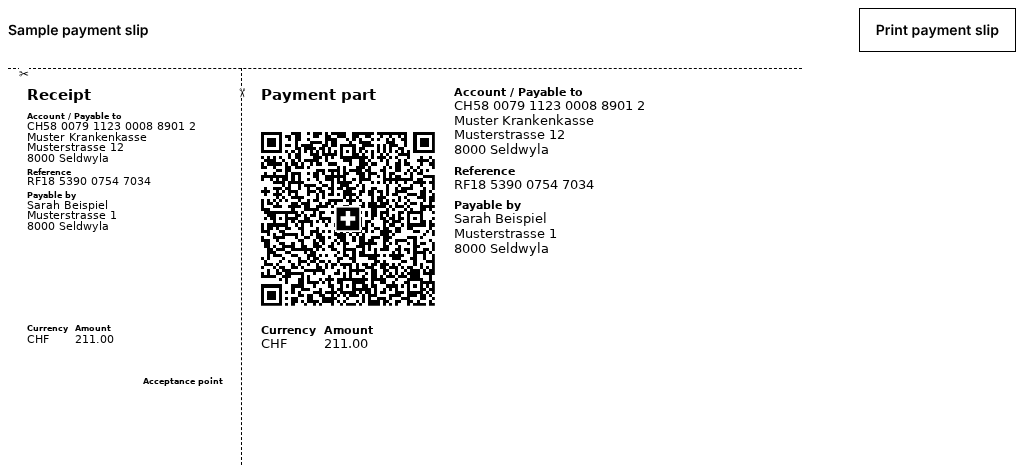 Sample payment slip
Print payment slip
Receipt
Account / Payable to
CH58 0079 1123 0008 8901 2
Muster Krankenkasse
Musterstrasse 12
8000 Seldwyla
Reference
RF18 5390 0754 7034
Payable by
Sarah Beispiel
Musterstrasse 1
8000 Seldwyla
Currency Amount
CHF 211.00
Acceptance point
Payment part
Currency Amount
CHF 211.00
Account / Payable to
CH58 0079 1123 0008 8901 2
Muster Krankenkasse
Musterstrasse 12
8000 Seldwyla
Reference
RF18 5390 0754 7034
Payable by
Sarah Beispiel
Musterstrasse 1
8000 Seldwyla